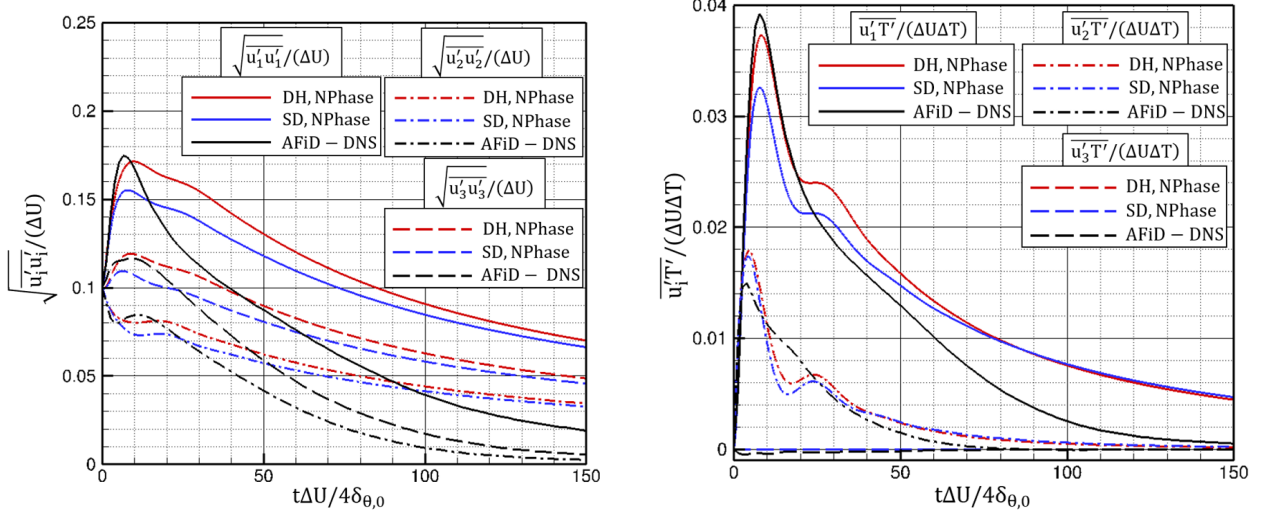 0.25
0.2
0.15
0.1
0.05
0
0
50
100
150
√(u′ᵢu′ᵢ)̅/(ΔU)
tΔU/4δθ,0
√(u′₁u′₁)̅/(ΔU)
DH, NPhase
SD, NPhase
AFiD − DNS
√(u′₂u′₂)̅/(ΔU)
DH, NPhase
SD, NPhase
AFiD − DNS
√(u′₃u′₃)̅/(ΔU)
DH, NPhase
SD, NPhase
AFiD − DNS
0.04
0.03
0.02
0.01
0
0
50
100
150
u′ᵢT′/(ΔUΔT)
tΔU/4δθ,0
u′₁T′/(ΔUΔT)
DH, NPhase
SD, NPhase
AFiD − DNS
u′₂T′/(ΔUΔT)
DH, NPhase
SD, NPhase
AFiD − DNS
u′₃T′/(ΔUΔT)
DH, NPhase
SD, NPhase
AFiD − DNS